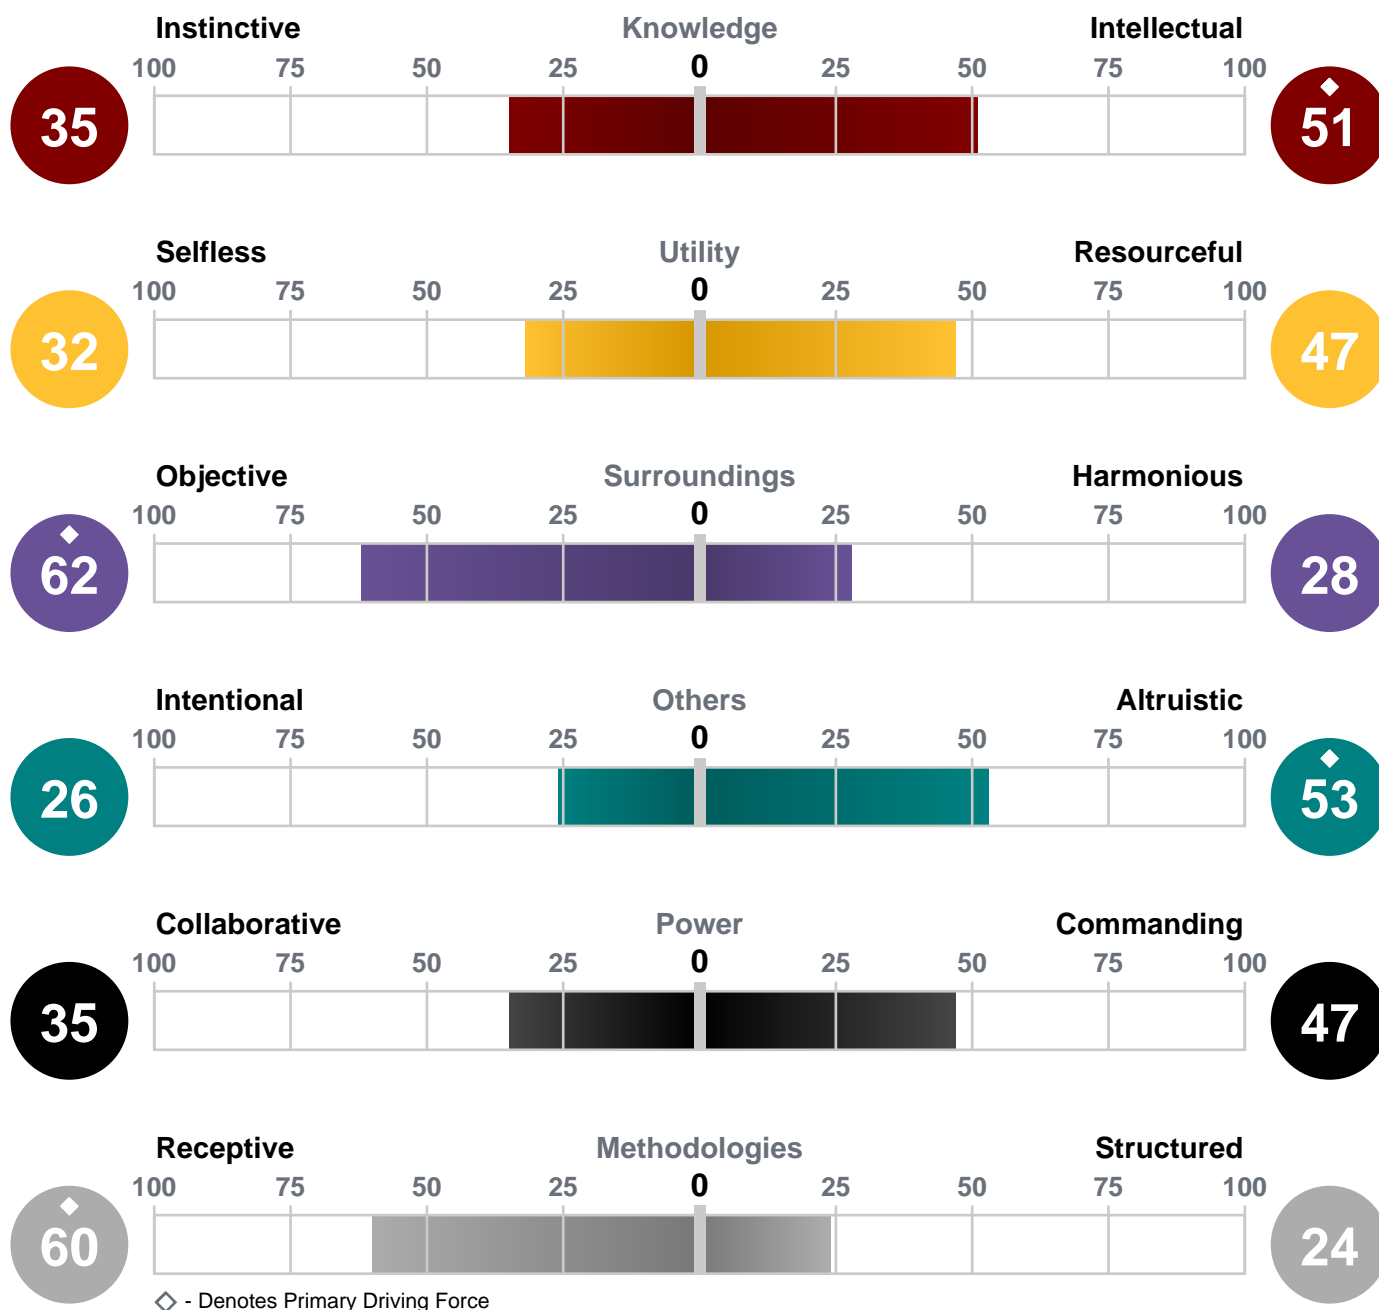 Instinctive Knowledge Intellectual
100 75 50 25 0 25 50 75 100
35 51
Selfless Utility Resourceful
100 75 50 25 0 25 50 75 100
32 47
Objective Surroundings Harmonious
100 75 50 25 0 25 50 75 100
62 28
Intentional Others Altruistic
100 75 50 25 0 25 50 75 100
26 53
Collaborative Power Commanding
100 75 50 25 0 25 50 75 100
35 47
Receptive Methodologies Structured
100 75 50 25 0 25 50 75 100
60 24
- Denotes Primary Driving Force